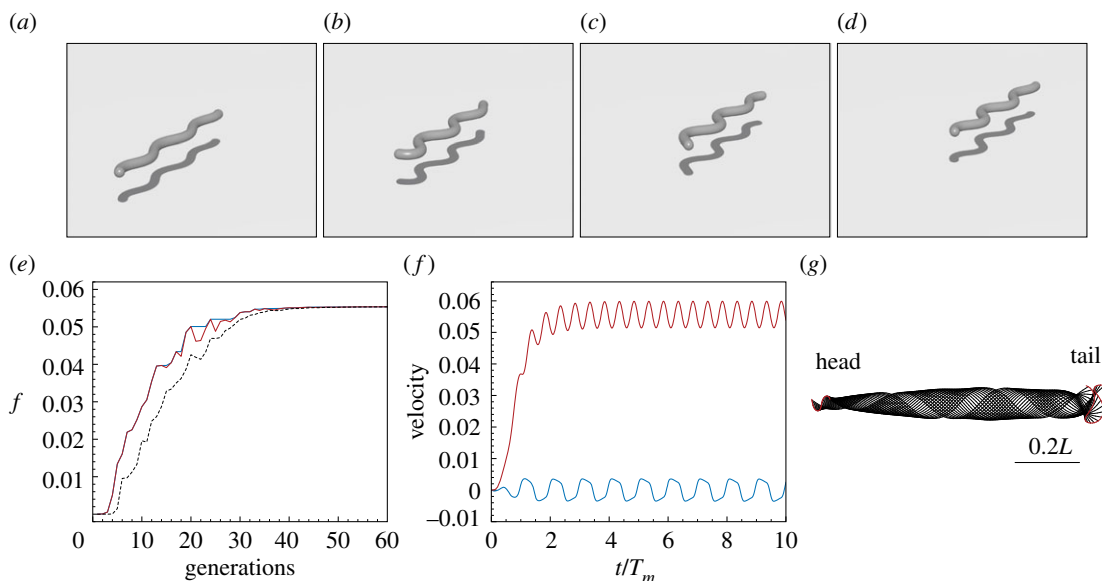 (a) (b) (c) (d)
(e) (f) (g)
0.06
0.05
0.04
0.03
0.02
0.01
f
0 10 20 30 40 50 60
generations
0.06
0.05
0.04
0.03
0.02
0.01
0
–0.01
velocity
0 2 4 6 8 10
t/Tm
head
tail
0.2L